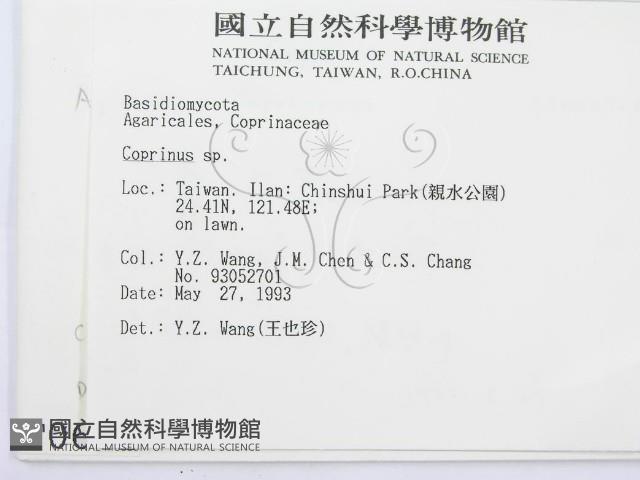 國立自然科學博物館
NATIONAL MUSEUM OF NATURAL SCIENCE
TAICHUNG, TAIWAN, R.O.CHINA
A
Basidiomycota
Agaricales, Coprinaceae
Coprinus sp.
Loc.: Taiwan. Ilan: Chinshui Park(親水公園)
24.41N, 121.48E;
on lawn.
Col.: Y.Z. Wang, J.M. Chen & C.S. Chang
No. 93052701
Date: May 27, 1993
Det.: Y.Z. Wang(王也珍)
C
D
國立自然科學博物館
NATIONAL MUSEUM OF NATURAL SCIENCE